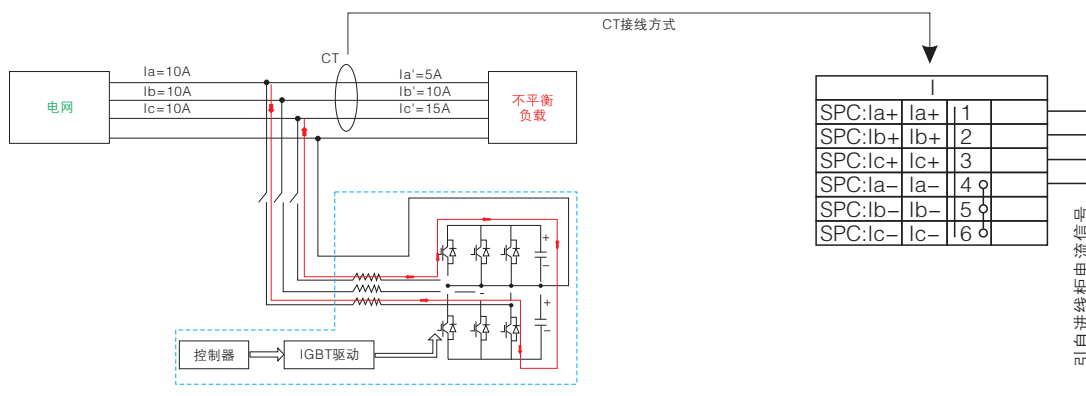 CT接线方式
CT
Ia=10A
Ib=10A
Ic=10A
Ia'=5A
Ib'=10A
Ic'=15A
电网
不平衡
负载
I
SPC:Ia+ Ia+ 1
SPC:Ib+ Ib+ 2
SPC:Ic+ Ic+ 3
SPC:Ia− Ia− 4
SPC:Ib− Ib− 5
SPC:Ic− Ic− 6
引自进线柜电流信号
+
−
+
−
控制器
IGBT驱动